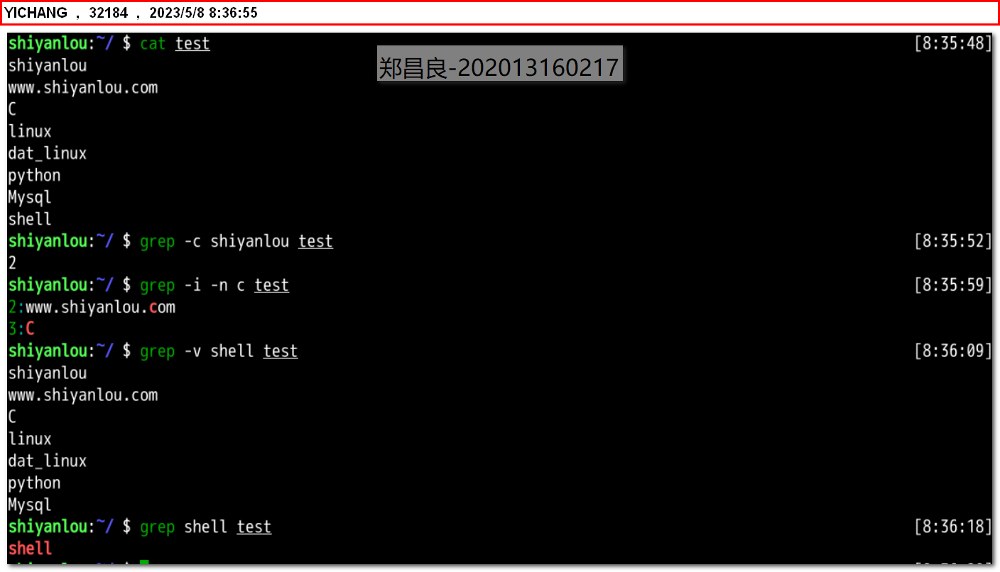 YICHANG , 32184 , 2023/5/8 8:36:55
shiyanlou:~/ $ cat test [8:35:48]
郑昌良-202013160217
shiyanlou
www.shiyanlou.com
C
linux
dat_linux
python
Mysql
shell
shiyanlou:~/ $ grep -c shiyanlou test [8:35:52]
2
shiyanlou:~/ $ grep -i -n c test [8:35:59]
2:www.shiyanlou.com
3:C
shiyanlou:~/ $ grep -v shell test [8:36:09]
shiyanlou
www.shiyanlou.com
C
linux
dat_linux
python
Mysql
shiyanlou:~/ $ grep shell test [8:36:18]
shell